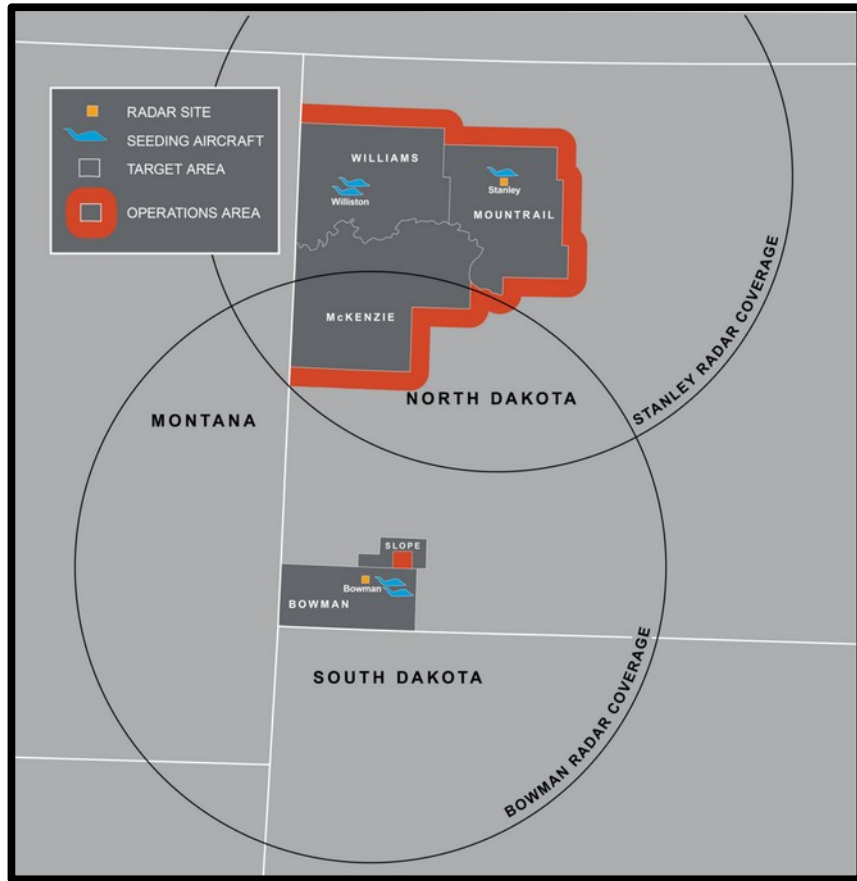 RADAR SITE
SEEDING AIRCRAFT
TARGET AREA
OPERATIONS AREA
WILLIAMS
Williston
Stanley
MOUNTRAIL
McKENZIE
STANLEY RADAR COVERAGE
NORTH DAKOTA
MONTANA
SLOPE
Bowman
BOWMAN
SOUTH DAKOTA
BOWMAN RADAR COVERAGE